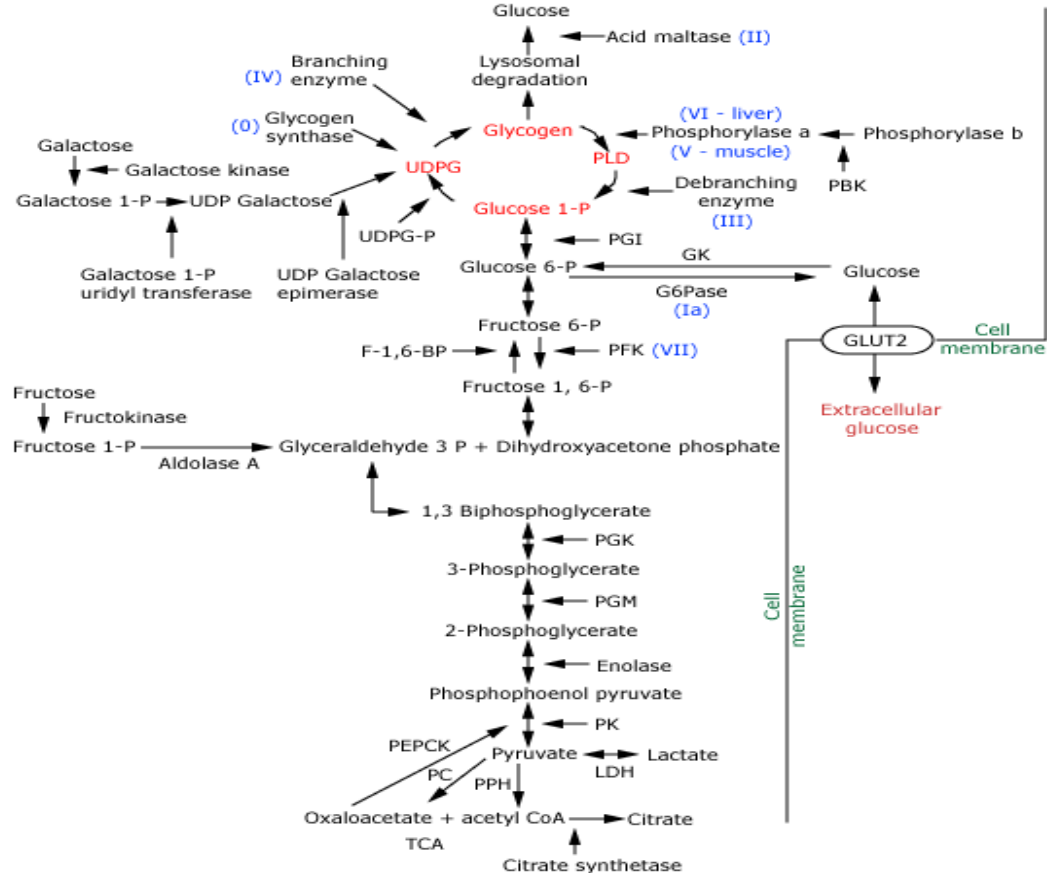 Glucose
Acid maltase (II)
Lysosomal
degradation
(IV) Branching
enzyme
(0) Glycogen
synthase
Glycogen
(VI - liver)
Phosphorylase a
(V - muscle)
Phosphorylase b
PBK
PLD
Galactose
Galactose kinase
UDPG
Debranching
enzyme
(III)
Galactose 1-P
UDP Galactose
Glucose 1-P
UDPG-P
PGI
Galactose 1-P
uridyl transferase
UDP Galactose
epimerase
Glucose 6-P
GK
Glucose
G6Pase
(Ia)
Fructose 6-P
GLUT2
Cell
membrane
F-1,6-BP
PFK (VII)
Fructose 1, 6-P
Extracellular
glucose
Fructose
Fructokinase
Fructose 1-P
Aldolase A
Glyceraldehyde 3 P + Dihydroxyacetone phosphate
1,3 Biphosphoglycerate
PGK
3-Phosphoglycerate
PGM
Cell
membrane
2-Phosphoglycerate
Enolase
Phosphophoenol pyruvate
PK
PEPCK
Pyruvate
Lactate
LDH
PC
PPH
Oxaloacetate + acetyl CoA
Citrate
TCA
Citrate synthetase